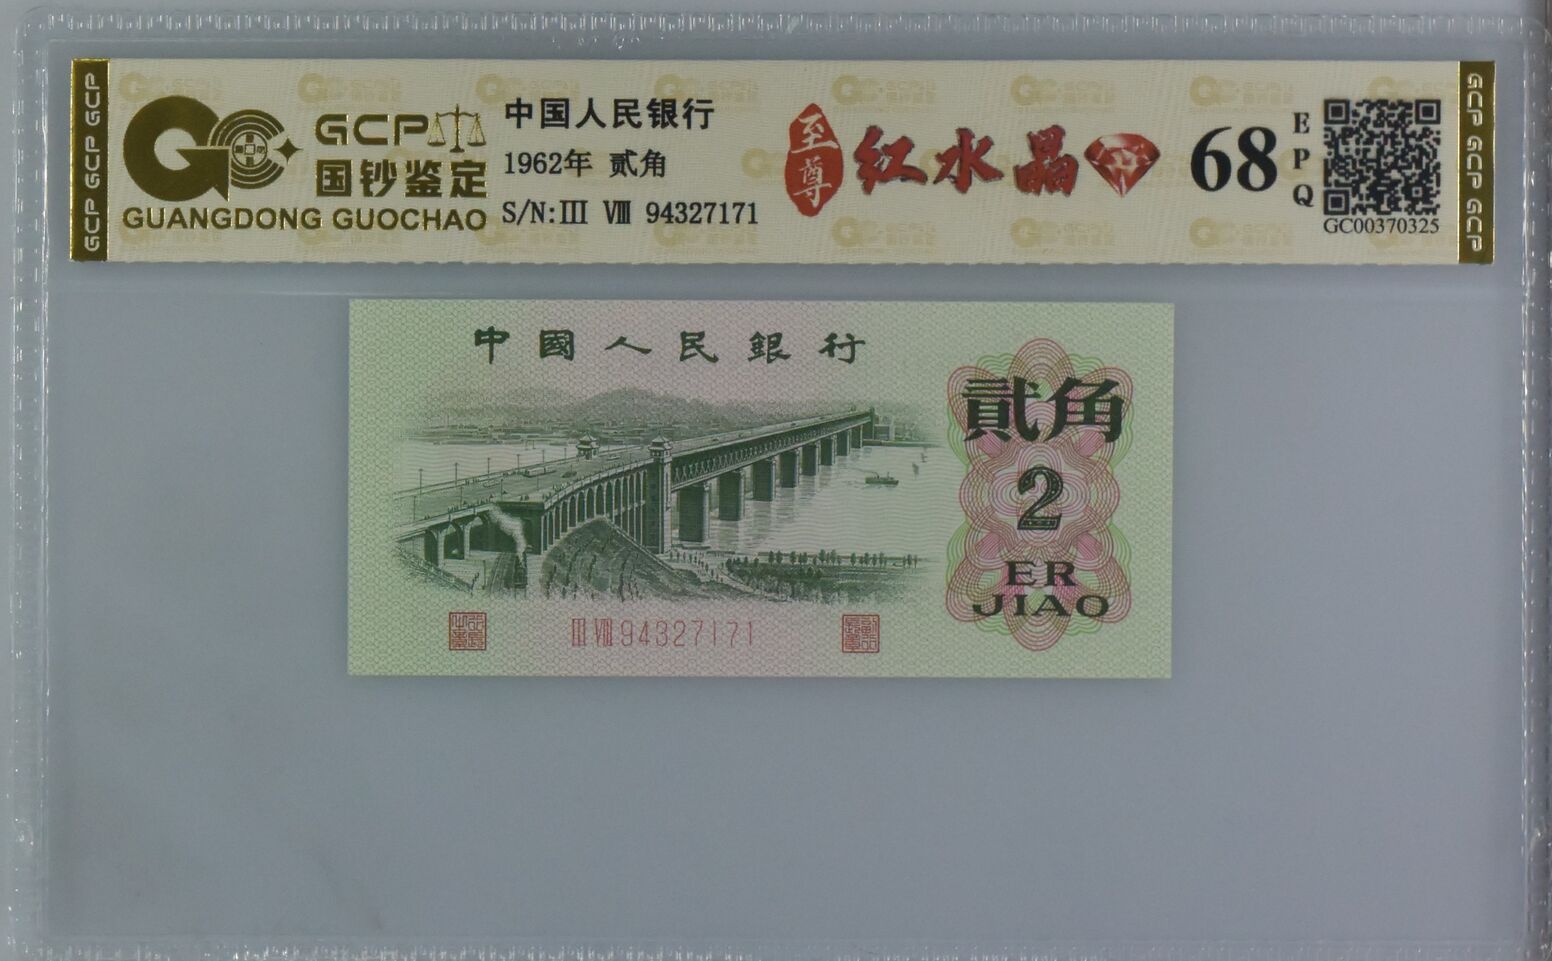 GCP GCP GCP
GCP
国钞鉴定
GUANGDONG GUOCHAO
中国人民银行
1962年 贰角
S/N:III VIII 94327171
至尊
红水晶
68
EPQ
GC00370325
GCP GCP GCP
中國人民銀行
貳角
2
ER
JIAO
III VIII 94327171